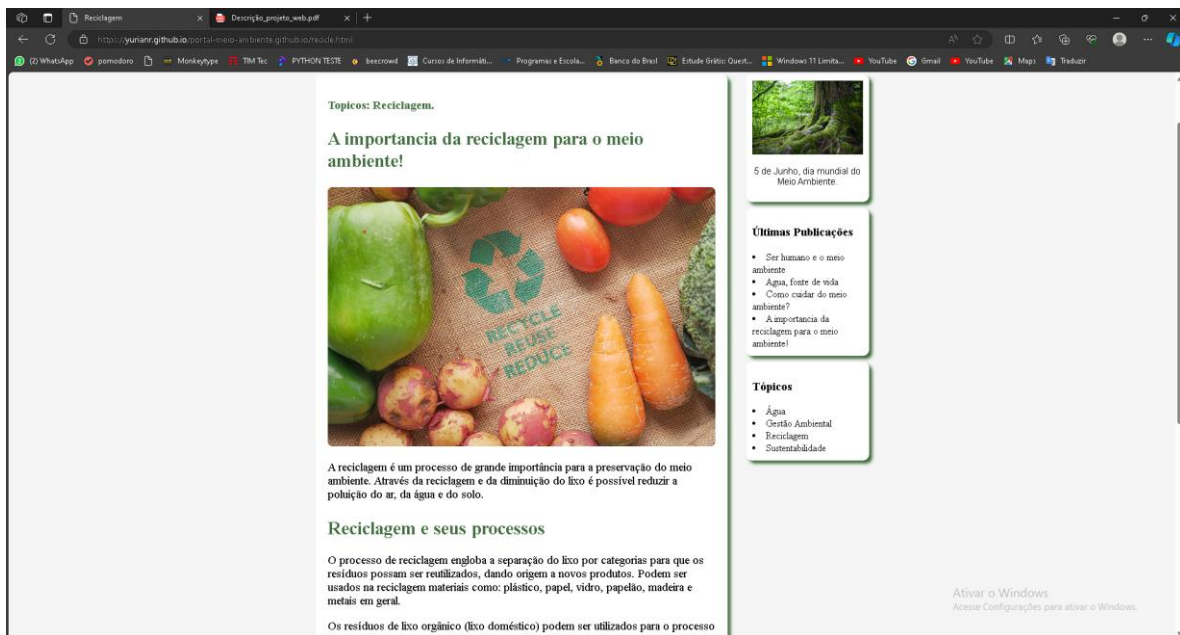 Reciclagem
Descrição_projeto_web.pdf
https://yurianr.github.io/portal-meio-ambiente.github.io/recicle.html
(2) WhatsApp
pomodoro
Monkeytype
TIM Tec
PYTHON TESTE
beecrowd
Cursos de Informáti...
Programas e Escola...
Banco do Brasil
Estude Grátis: Quest...
Windows 11 Limita...
YouTube
Gmail
YouTube
Maps
Traduzir
Topicos: Reciclagem.
A importancia da reciclagem para o meio
ambiente!
RECYCLE
REUSE
REDUCE
A reciclagem é um processo de grande importância para a preservação do meio
ambiente. Através da reciclagem e da diminuição do lixo é possível reduzir a
poluição do ar, da água e do solo.
Reciclagem e seus processos
O processo de reciclagem engloba a separação do lixo por categorias para que os
resíduos possam ser reutilizados, dando origem a novos produtos. Podem ser
usados na reciclagem materiais como: plástico, papel, vidro, papelão, madeira e
metais em geral.
Os resíduos de lixo orgânico (lixo doméstico) podem ser utilizados para o processo
5 de Junho, dia mundial do
Meio Ambiente.
Últimas Publicações
• Ser humano e o meio
ambiente
• Agua, fonte de vida
• Como cuidar do meio
ambiente?
• A importancia da
reciclagem para o meio
ambiente!
Tópicos
• Água
• Gestão Ambiental
• Reciclagem
• Sustentabilidade
Ativar o Windows
Acesse Configurações para ativar o Windows.